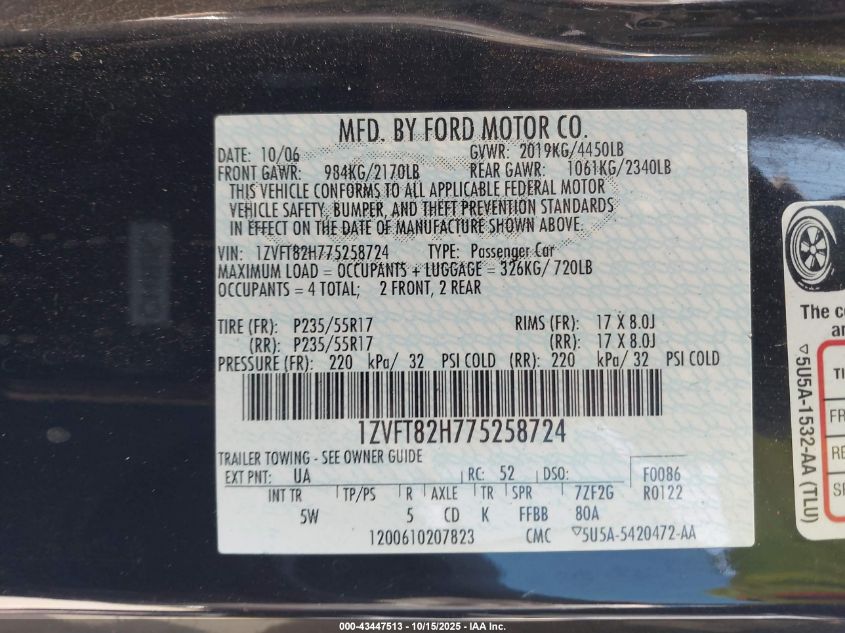 MFD. BY FORD MOTOR CO.
DATE: 10/06 GVWR: 2019KG/4450LB
FRONT GAWR: 984KG/2170LB REAR GAWR: 1061KG/2340LB
THIS VEHICLE CONFORMS TO ALL APPLICABLE FEDERAL MOTOR
VEHICLE SAFETY, BUMPER, AND THEFT PREVENTION STANDARDS
IN EFFECT ON THE DATE OF MANUFACTURE SHOWN ABOVE.
VIN: 1ZVFT82H775258724 TYPE: Passenger Car
MAXIMUM LOAD = OCCUPANTS + LUGGAGE = 326KG/ 720LB
OCCUPANTS = 4 TOTAL; 2 FRONT, 2 REAR
TIRE (FR): P235/55R17 RIMS (FR): 17 X 8.0J
(RR): P235/55R17 (RR): 17 X 8.0J
PRESSURE (FR): 220 kPa/ 32 PSI COLD (RR): 220 kPa/ 32 PSI COLD
1ZVFT82H775258724
TRAILER TOWING - SEE OWNER GUIDE
EXT PNT: UA RC: 52 DSO: F0086
INT TR TP/PS R AXLE TR SPR 7ZF2G R0122
5W 5 CD K FFBB 80A
1200610207823 CMC ▽5U5A-5420472-AA
The co
an
TI
FR
RE
SP
▽5U5A-1532-AA (TLU)
000-43447513 - 10/15/2025 - IAA Inc.